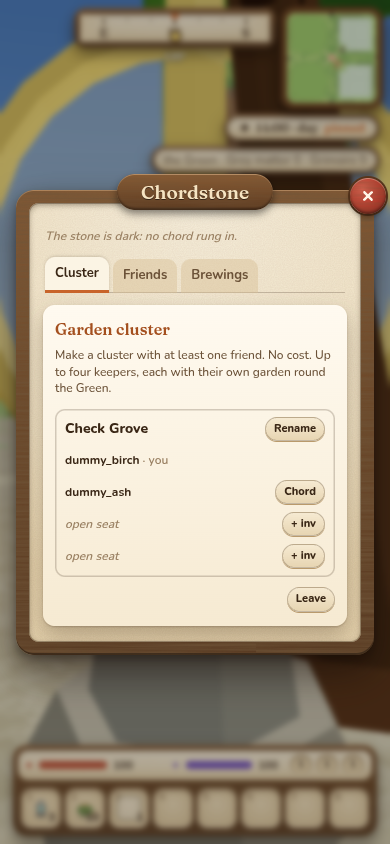 Chordstone
×
The stone is dark: no chord rung in.
Cluster Friends Brewings
Garden cluster
Make a cluster with at least one friend. No cost. Up
to four keepers, each with their own garden round
the Green.
Check Grove Rename
dummy_birch · you
dummy_ash Chord
open seat + inv
open seat + inv
Leave